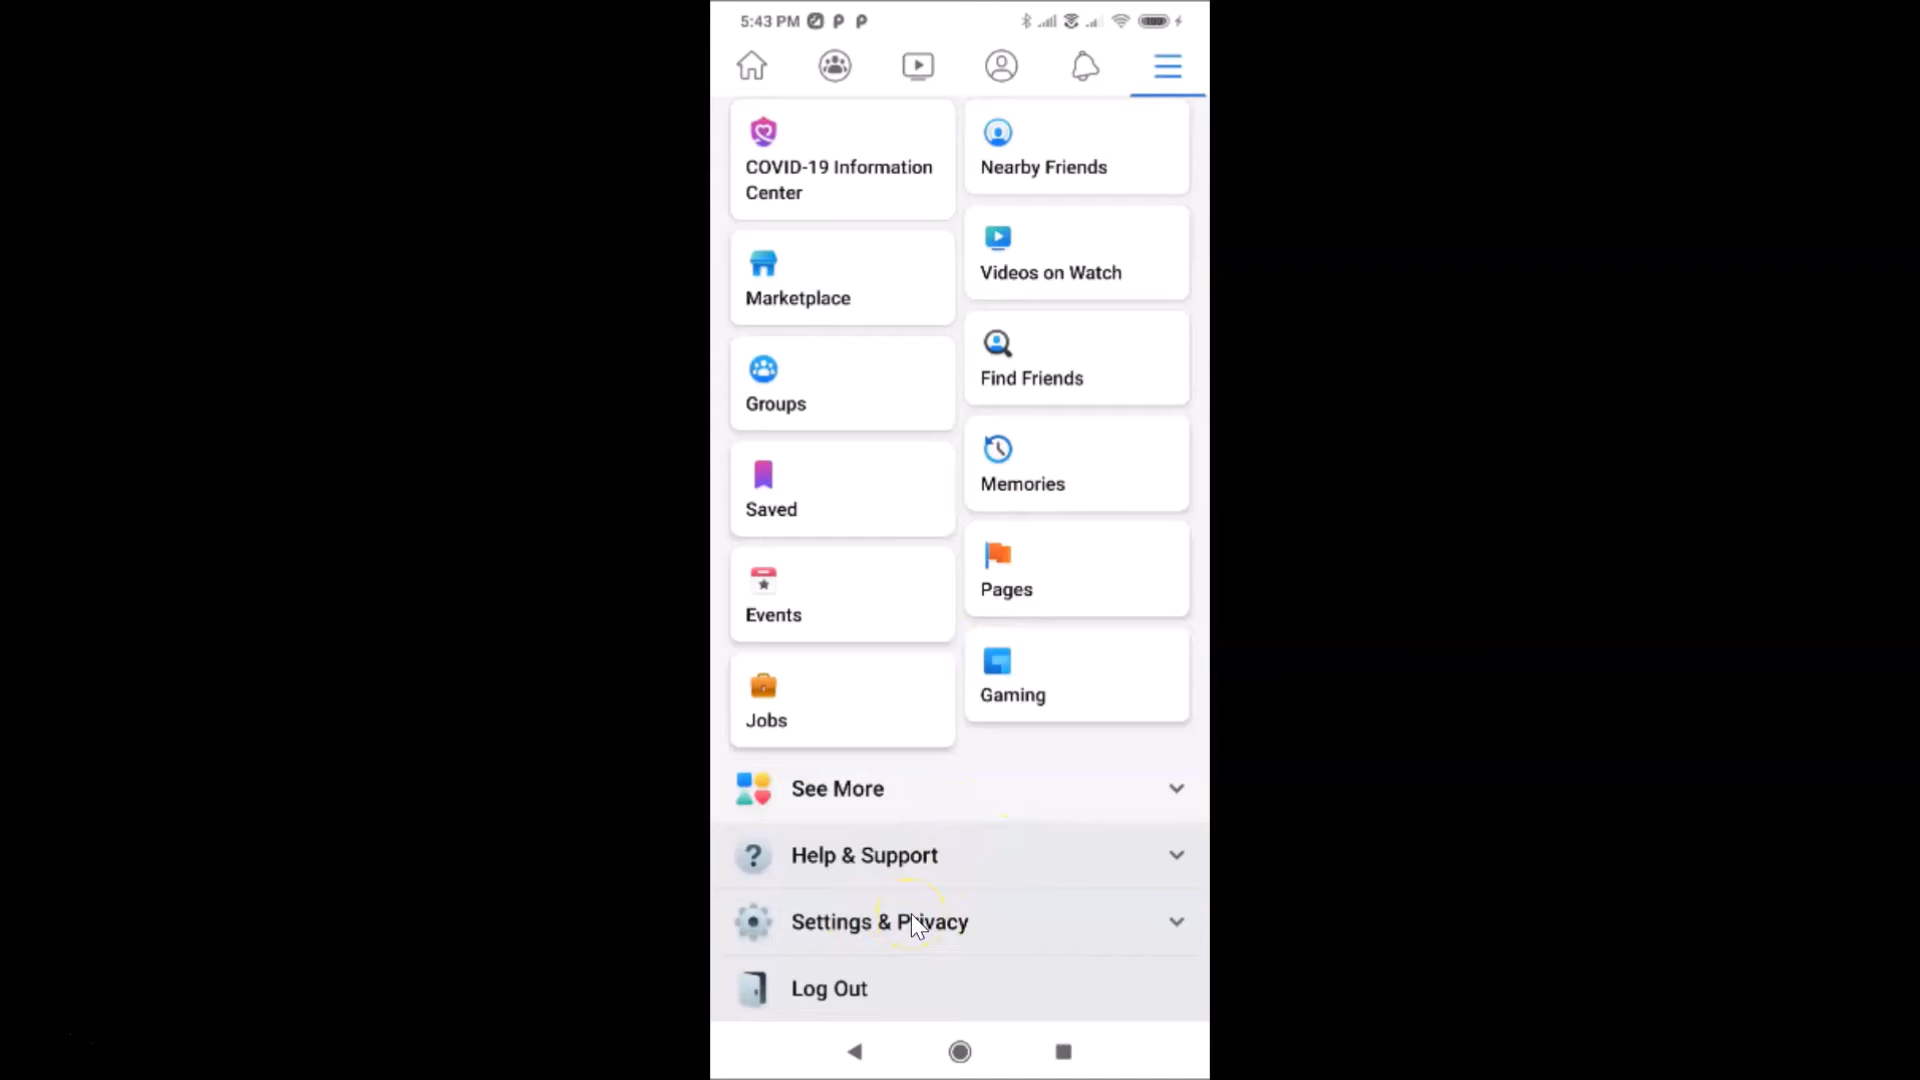 5:43 PM
COVID-19 Information
Center
Nearby Friends
Marketplace
Videos on Watch
Groups
Find Friends
Saved
Memories
Events
Pages
Jobs
Gaming
See More
Help & Support
Settings & Privacy
Log Out